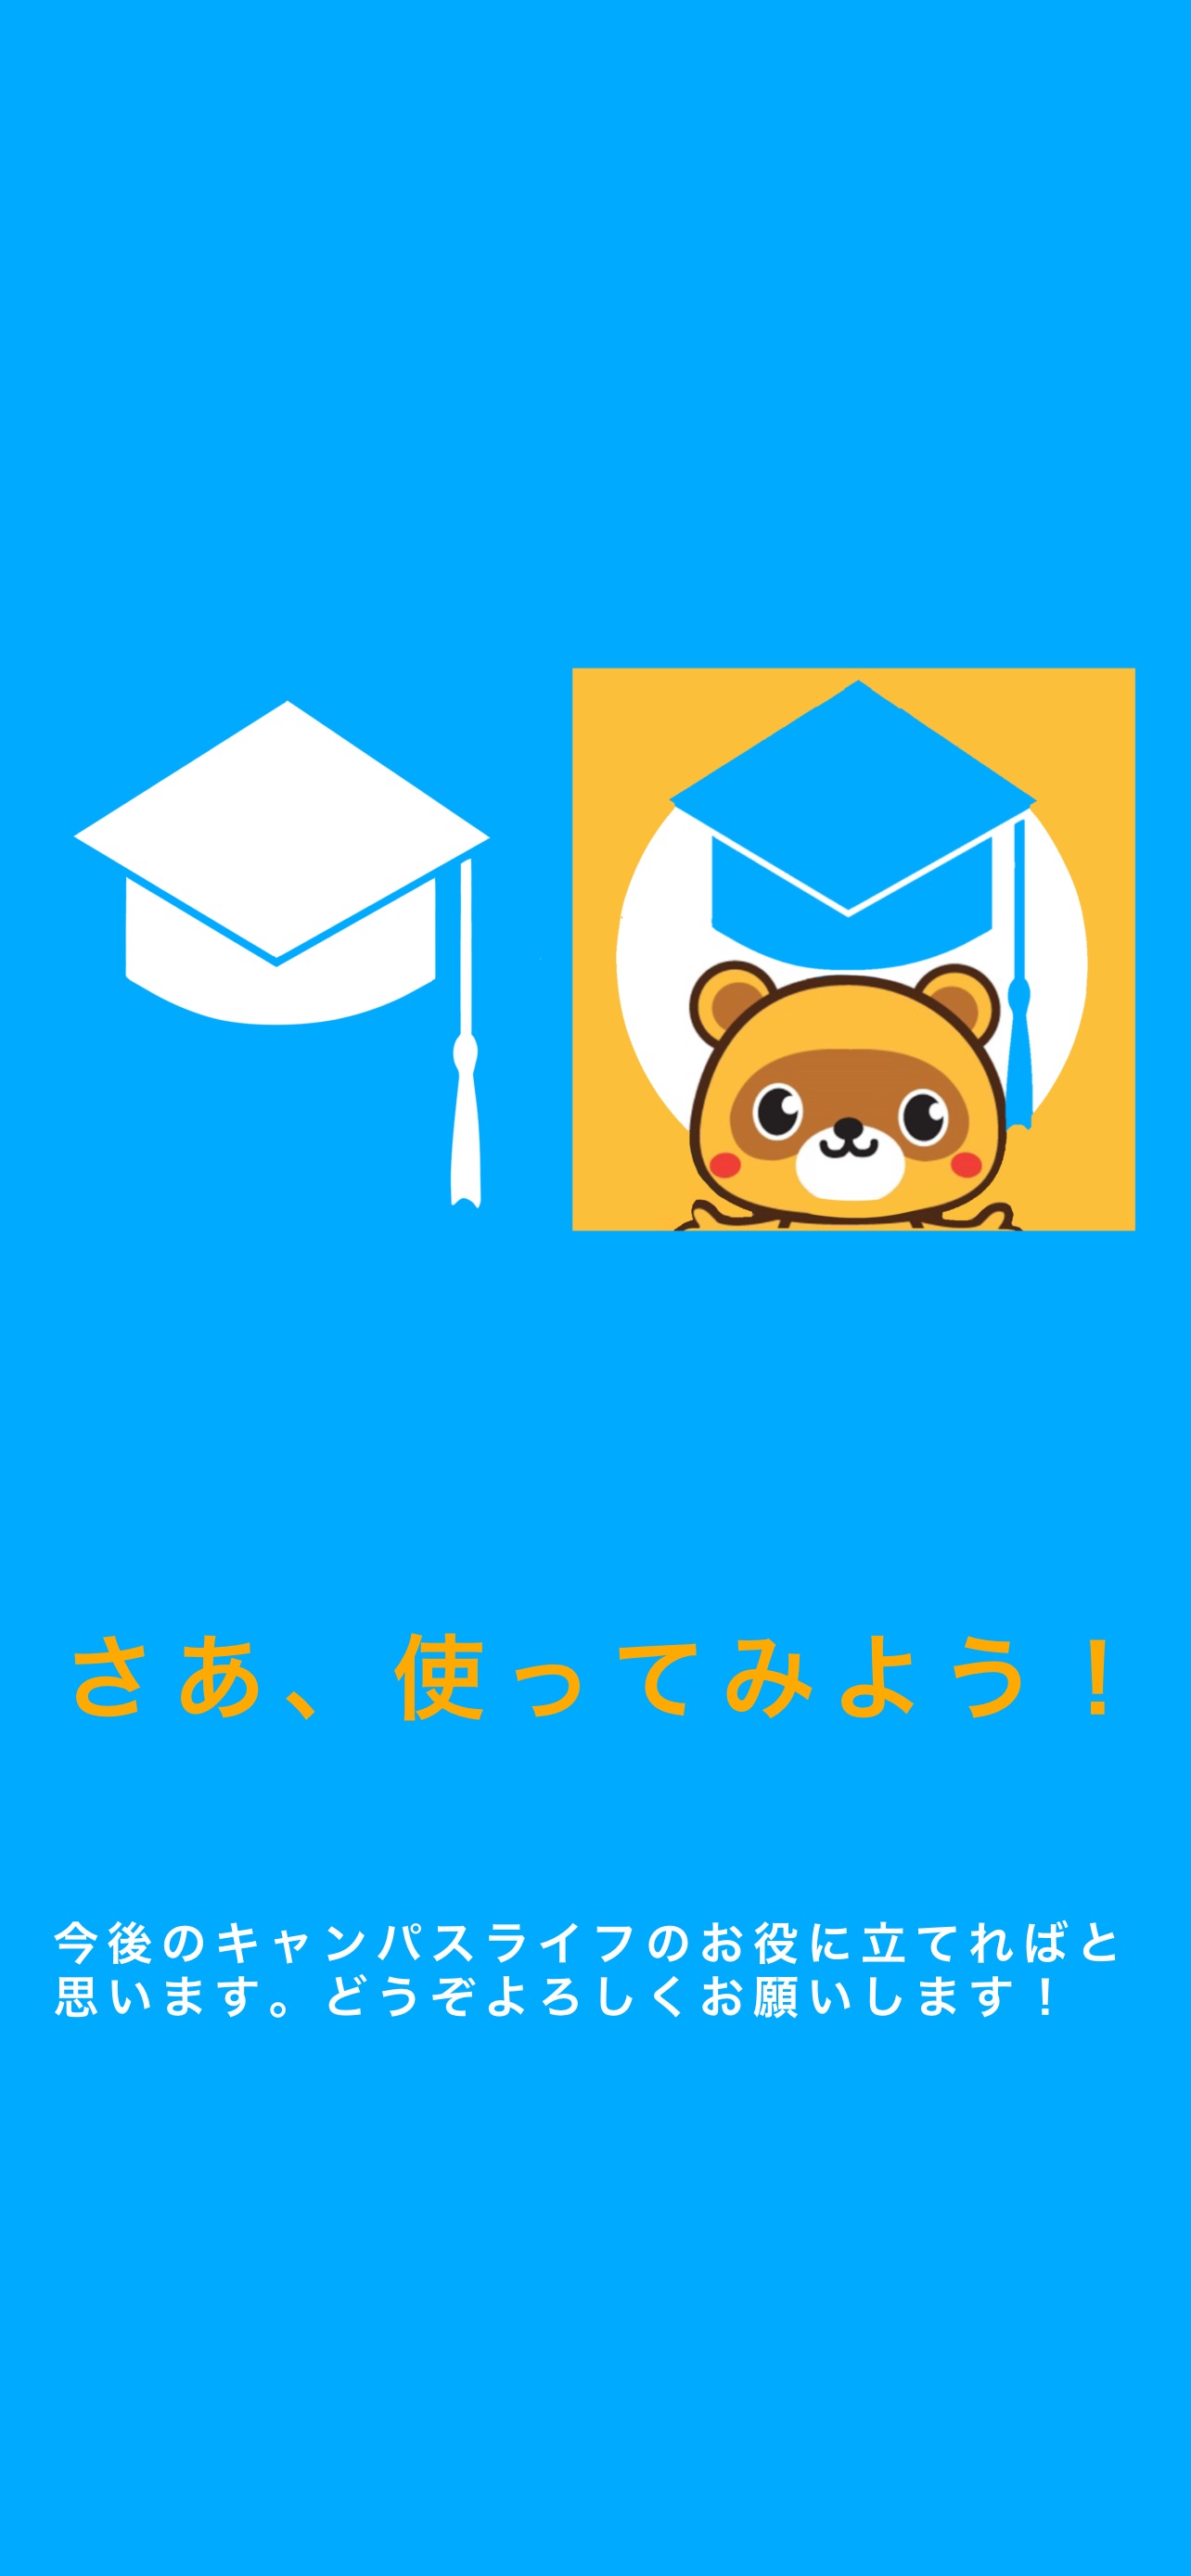 さあ、使ってみよう！
今後のキャンパスライフのお役に立てればと
思います。どうぞよろしくお願いします！